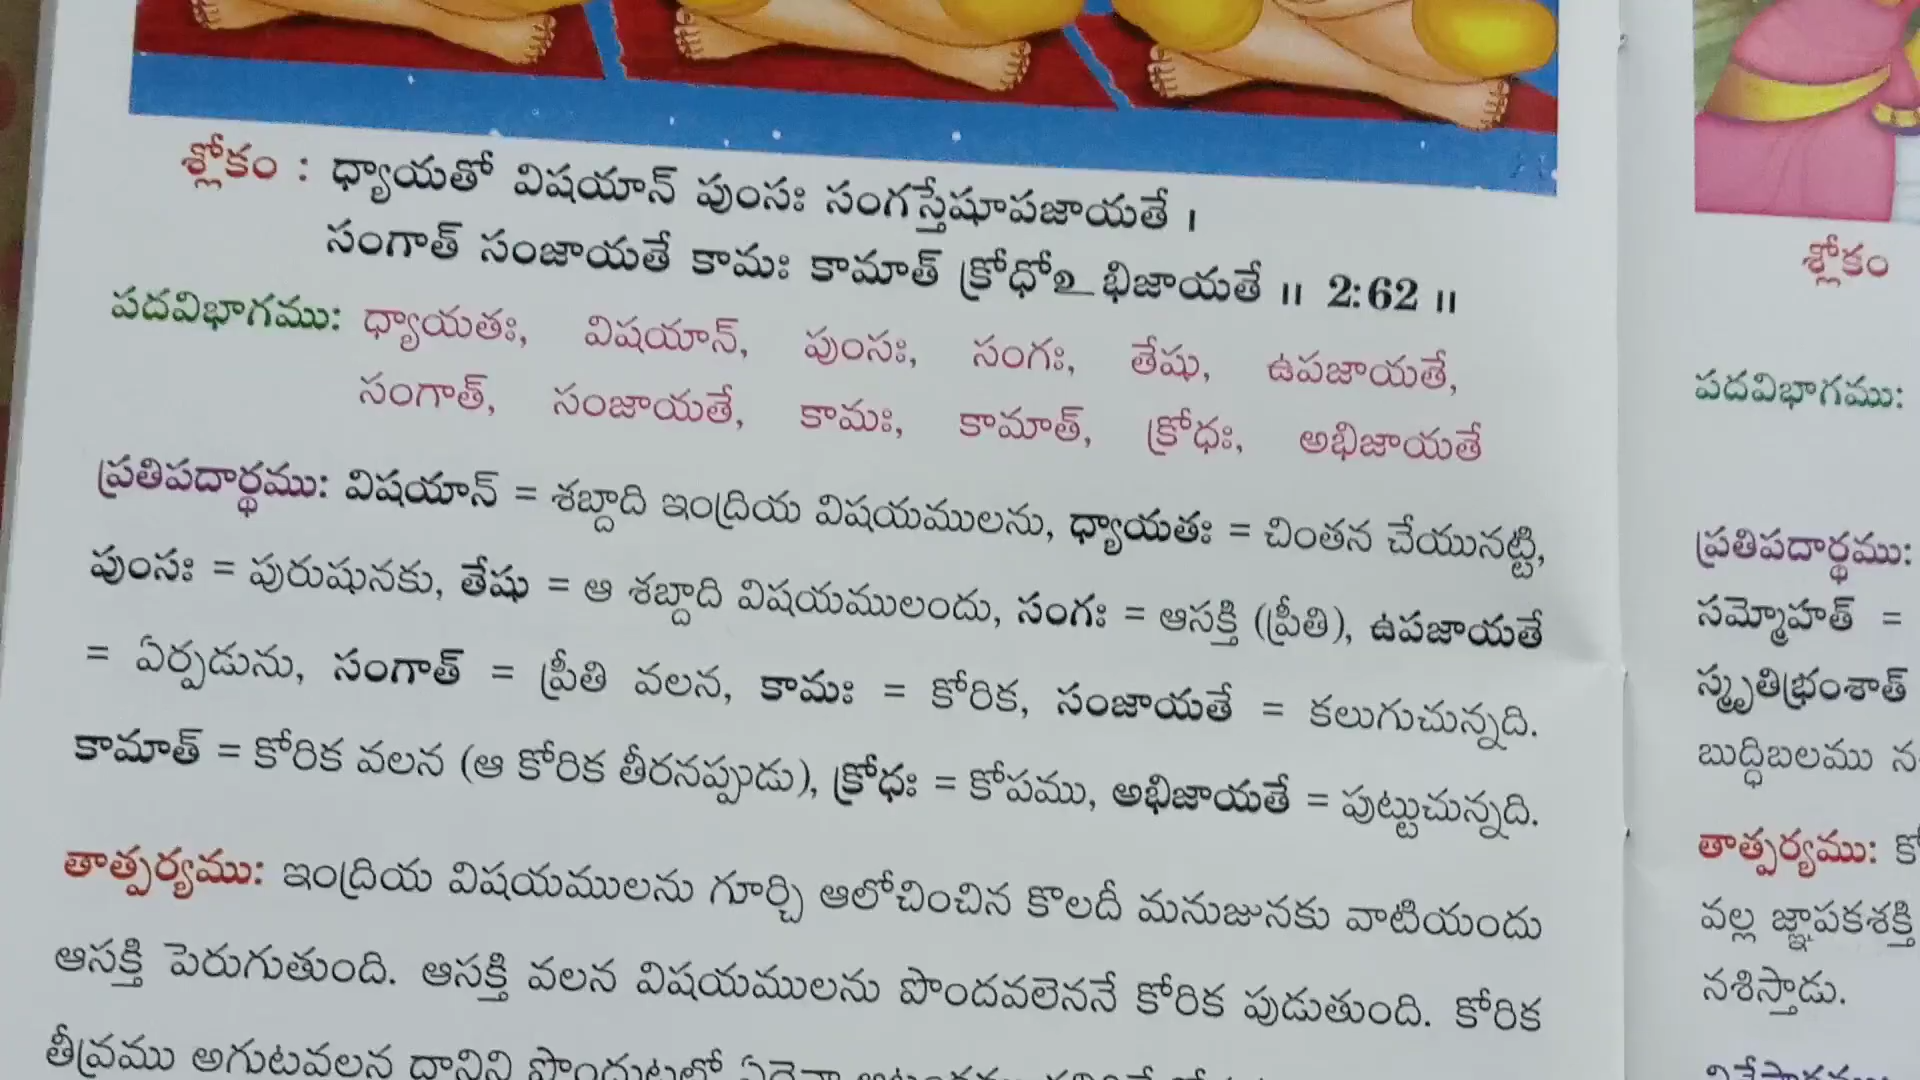 శ్లోకం : ధ్యాయతో విషయాన్ పుంసః సంగస్తేషూపజాయతే ।
సంగాత్ సంజాయతే కామః కామాత్ క్రోధోఽ భిజాయతే ॥ 2:62 ॥
పదవిభాగము: ధ్యాయతః, విషయాన్, పుంసః, సంగః, తేషు, ఉపజాయతే,
సంగాత్, సంజాయతే, కామః, కామాత్, క్రోధః, అభిజాయతే
ప్రతిపదార్థము: విషయాన్ = శబ్దాది ఇంద్రియ విషయములను, ధ్యాయతః = చింతన చేయునట్టి,
పుంసః = పురుషునకు, తేషు = ఆ శబ్దాది విషయములందు, సంగః = ఆసక్తి (ప్రీతి), ఉపజాయతే
= ఏర్పడును, సంగాత్ = ప్రీతి వలన, కామః = కోరిక, సంజాయతే = కలుగుచున్నది.
కామాత్ = కోరిక వలన (ఆ కోరిక తీరనప్పుడు), క్రోధః = కోపము, అభిజాయతే = పుట్టుచున్నది.
తాత్పర్యము: ఇంద్రియ విషయములను గూర్చి ఆలోచించిన కొలదీ మనుజునకు వాటియందు
ఆసక్తి పెరుగుతుంది. ఆసక్తి వలన విషయములను పొందవలెననే కోరిక పుడుతుంది. కోరిక
తీవ్రము అగుటవలన దానిని పొందుటలో
శ్లోకం
పదవిభాగము:
ప్రతిపదార్థము:
సమ్మోహత్ =
స్మృతిభ్రంశాత్
బుద్ధిబలము
తాత్పర్యము:
వల్ల జ్ఞాపకశక్తి
నశిస్తాడు.